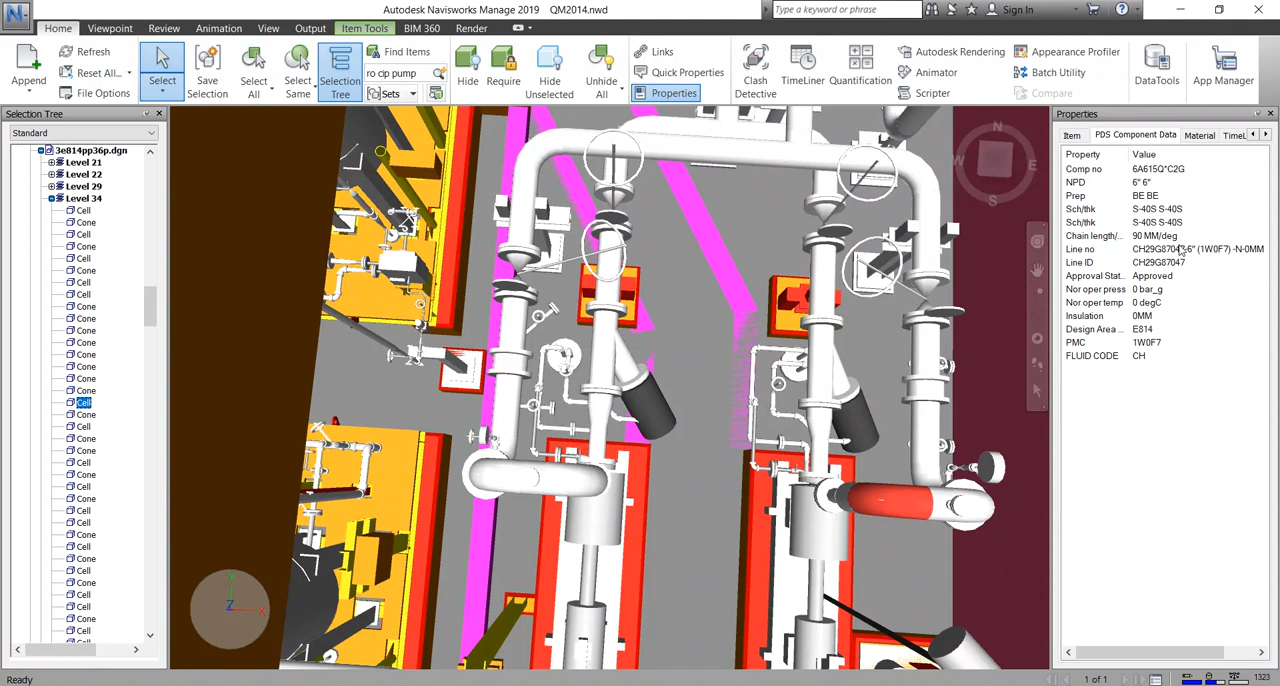 Autodesk Navisworks Manage 2019 QM2014.nwd
Type a keyword or phrase
Sign In
Home Viewpoint Review Animation View Output Item Tools BIM 360 Render
Append
Refresh
Reset All...
File Options
Select
Save Selection
Select All
Select Same
Selection Tree
Find Items
ro cip pump
Sets
Hide
Require
Hide Unselected
Unhide All
Links
Quick Properties
Properties
Clash Detective
TimeLiner
Quantification
Autodesk Rendering
Animator
Scripter
Appearance Profiler
Batch Utility
Compare
DataTools
App Manager
Selection Tree
Standard
3e814pp36p.dgn
Level 21
Level 22
Level 29
Level 34
Cell
Cone
Cell
Cone
Cell
Cone
Cell
Cell
Cone
Cone
Cone
Cone
Cell
Cone
Cone
Cone
Cell
Cone
Cell
Cone
Cone
Cell
Cone
Cell
Cone
Cell
Cone
Cell
Cone
Cell
Cone
Cone
Cell
Cell
Cone
Cell
N
W
E
S
Y
Z
X
Properties
Item PDS Component Data Material TimeL
Property Value
Comp no 6A615Q*C2G
NPD 6" 6"
Prep BE BE
Sch/thk S-40S S-40S
Sch/thk S-40S S-40S
Chain length/... 90 MM/deg
Line no CH29G87047-6" (1W0F7) -N-0MM
Line ID CH29G87047
Approval Stat... Approved
Nor oper press 0 bar_g
Nor oper temp 0 degC
Insulation 0MM
Design Area ... E814
PMC 1W0F7
FLUID CODE CH
Ready
1 of 1
1323